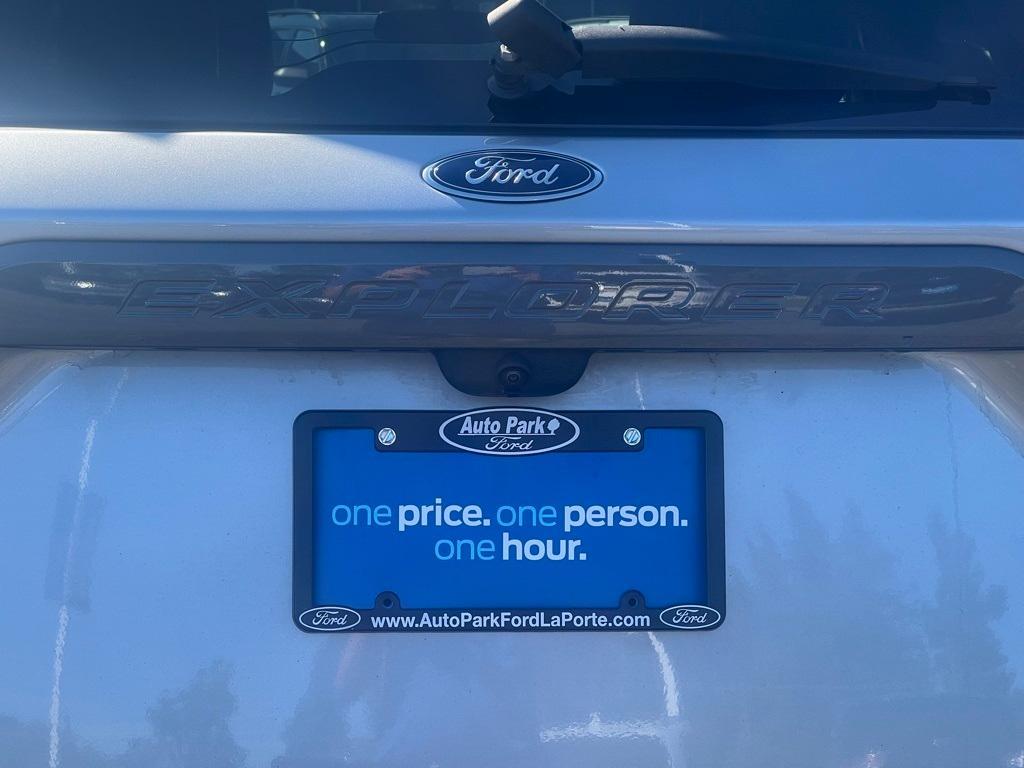 Ford
EXPLORER
Auto Park
Ford
one price. one person.
one hour.
Ford www.AutoParkFordLaPorte.com Ford